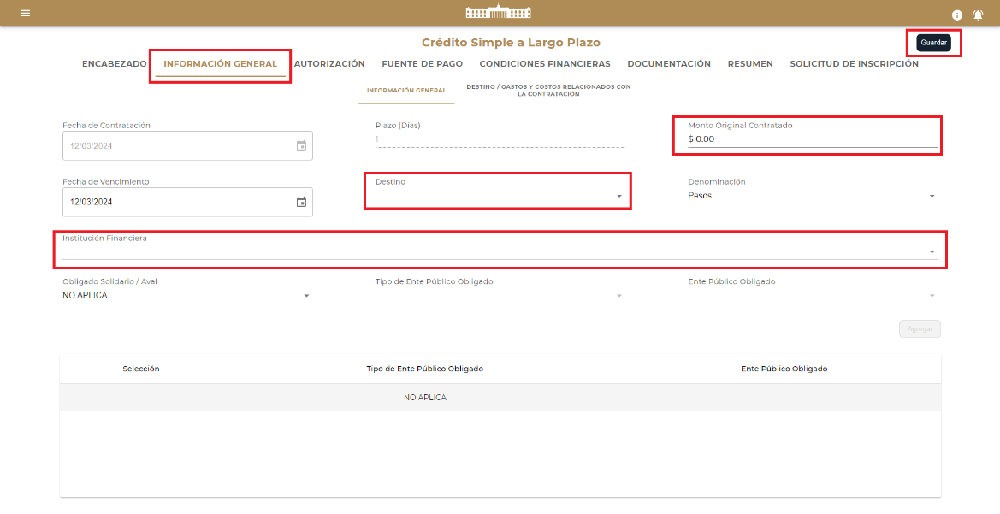 Crédito Simple a Largo Plazo
Guardar
ENCABEZADO INFORMACIÓN GENERAL AUTORIZACIÓN FUENTE DE PAGO CONDICIONES FINANCIERAS DOCUMENTACIÓN RESUMEN SOLICITUD DE INSCRIPCIÓN
INFORMACIÓN GENERAL
DESTINO / GASTOS Y COSTOS RELACIONADOS CON
LA CONTRATACIÓN
Fecha de Contratación Plazo (Días) Monto Original Contratado
12/03/2024 1 $ 0.00
Fecha de Vencimiento Destino Denominación
12/03/2024 Pesos
Institución Financiera
Obligado Solidario / Aval Tipo de Ente Público Obligado Ente Público Obligado
NO APLICA
Agregar
Selección Tipo de Ente Público Obligado Ente Público Obligado
NO APLICA